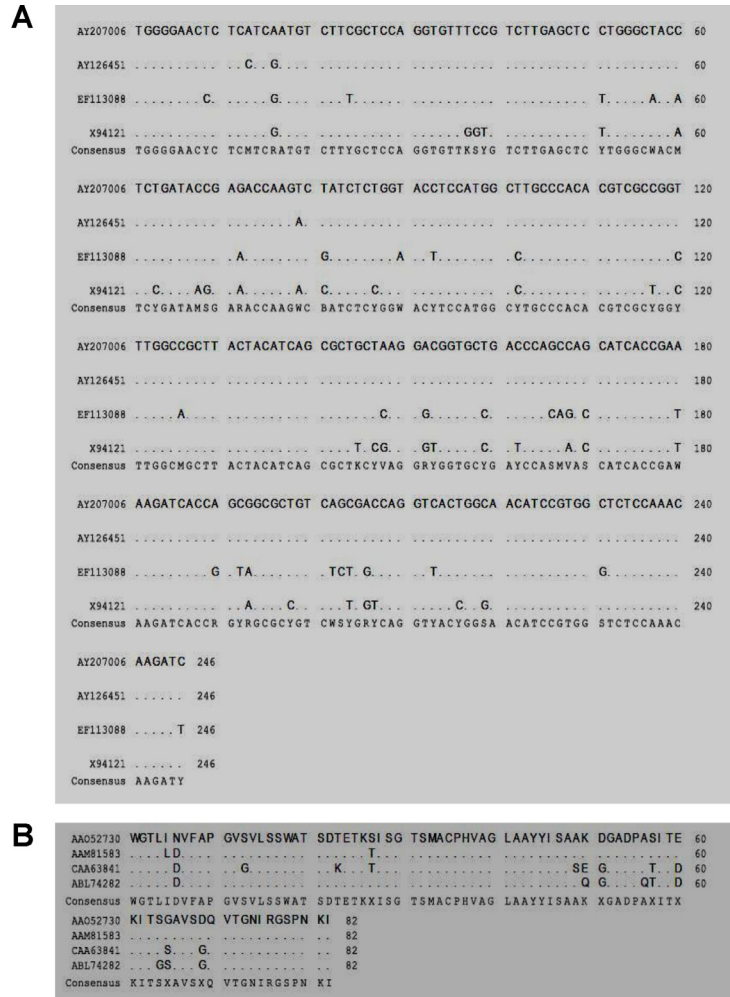 A
AY207006 TGGGGAACTC TCATCAATGT CTTCGCTCCA GGTGTTTCCG TCTTGAGCTC CTGGGCTACC 60
AY126451 .......... ..C..G.... .......... .......... .......... .......... 60
EF113088 ........C. .....G.... ...T...... .......... .......... T.....A..A 60
X94121 .......... .....G.... .......... ......GGT. .......... T........A 60
Consensus TGGGGAACYC TCMTCRATGT CTTYGCTCCA GGTGTTKSYG TCTTGAGCTC YTGGGCWACM
AY207006 TCTGATACCG AGACCAAGTC TATCTCTGGT ACCTCCATGG CTTGCCCACA CGTCGCCGGT 120
AY126451 .......... ........A. .......... .......... .......... .......... 120
EF113088 .......... ..A....... G........A ..T....... .C........ .........C 120
X94121 ..C....AG. ..A.....A. C.....C... .......... .C........ ......T..C 120
Consensus TCYGATAMSG ARACCAAGWC BATCTCYGGW ACYTCCATGG CYTGCCCACA CGTCGCYGGY
AY207006 TTGGCCGCTT ACTACATCAG CGCTGCTAAG GACGGTGCTG ACCCAGCCAG CATCACCGAA 180
AY126451 .......... .......... .......... .......... .......... .......... 180
EF113088 .....A.... .......... ......C... .G......C. .....CAG.C .........T 180
X94121 .......... .......... ....T.CG.. .GT.....C. .T.....A.C .........T 180
Consensus TTGGCMGCTT ACTACATCAG CGCTKCYVAG GRYGGTGCYG AYCCASMVAS CATCACCGAW
AY207006 AAGATCACCA GCGGCGCTGT CAGCGACCAG GTCACTGGCA ACATCCGTGG CTCTCCAAAC 240
AY126451 .......... .......... .......... .......... .......... .......... 240
EF113088 .........G .TA....... .TCT.G.... ..T....... .......... G......... 240
X94121 .......... ..A....C.. ...T.GT... .....C..G. .......... .......... 240
Consensus AAGATCACCR GYRGCGCYGT CWSYGRYCAG GTYACYGGSA ACATCCGTGG STCTCCAAAC
AY207006 AAGATC 246
AY126451 ...... 246
EF113088 .....T 246
X94121 ...... 246
Consensus AAGATY
B
AAO52730 WGTLINVFAP GVSVLSSWAT SDTETKSISG TSMACPHVAG LAAYYISAAK DGADPASITE 60
AAM81583 ....LD.... .......... ......T... .......... .......... .......... 60
CAA63841 .....D.... ..G....... ..K...T... .......... ........SE G.....T..D 60
ABL74282 .....D.... .......... .......... .......... .........Q G....QT..D 60
Consensus WGTLIDVFAP GVSVLSSWAT SDTETKXISG TSMACPHVAG LAAYYISAAK XGADPAXITX
AAO52730 KITSGAVSDQ VTGNIRGSPN KI 82
AAM81583 .......... .......... .. 82
CAA63841 ....S...G. .......... .. 82
ABL74282 ...GS...G. .......... .. 82
Consensus KITSXAVSXQ VTGNIRGSPN KI